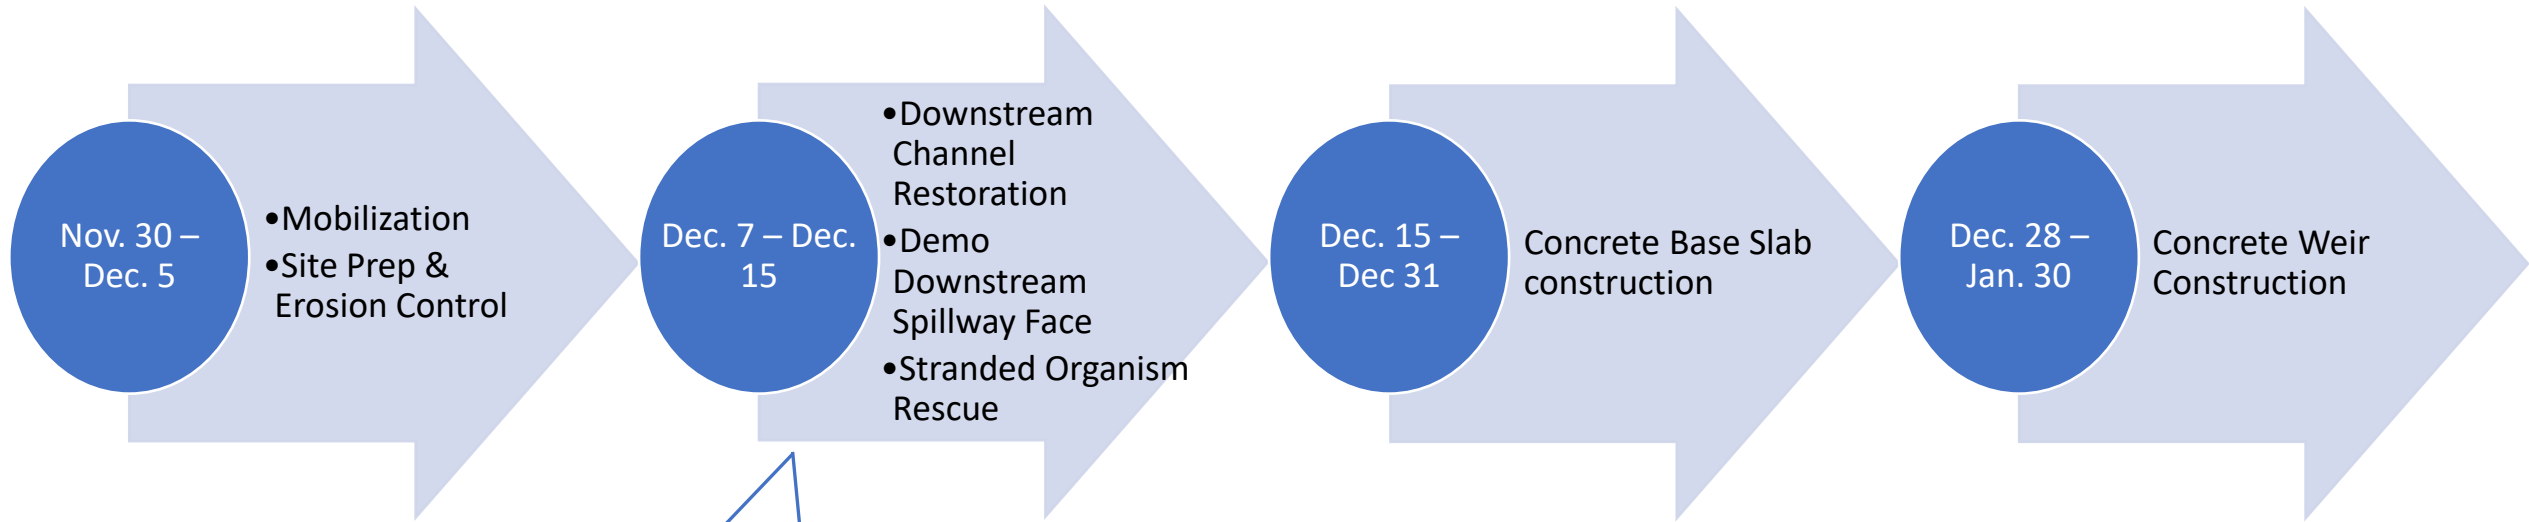 Nov. 30 –
Dec. 5
•Mobilization
•Site Prep &
Erosion Control
Dec. 7 – Dec.
15
•Downstream
Channel
Restoration
•Demo
Downstream
Spillway Face
•Stranded Organism
Rescue
Dec. 15 –
Dec 31
Concrete Base Slab
construction
Dec. 28 –
Jan. 30
Concrete Weir
Construction